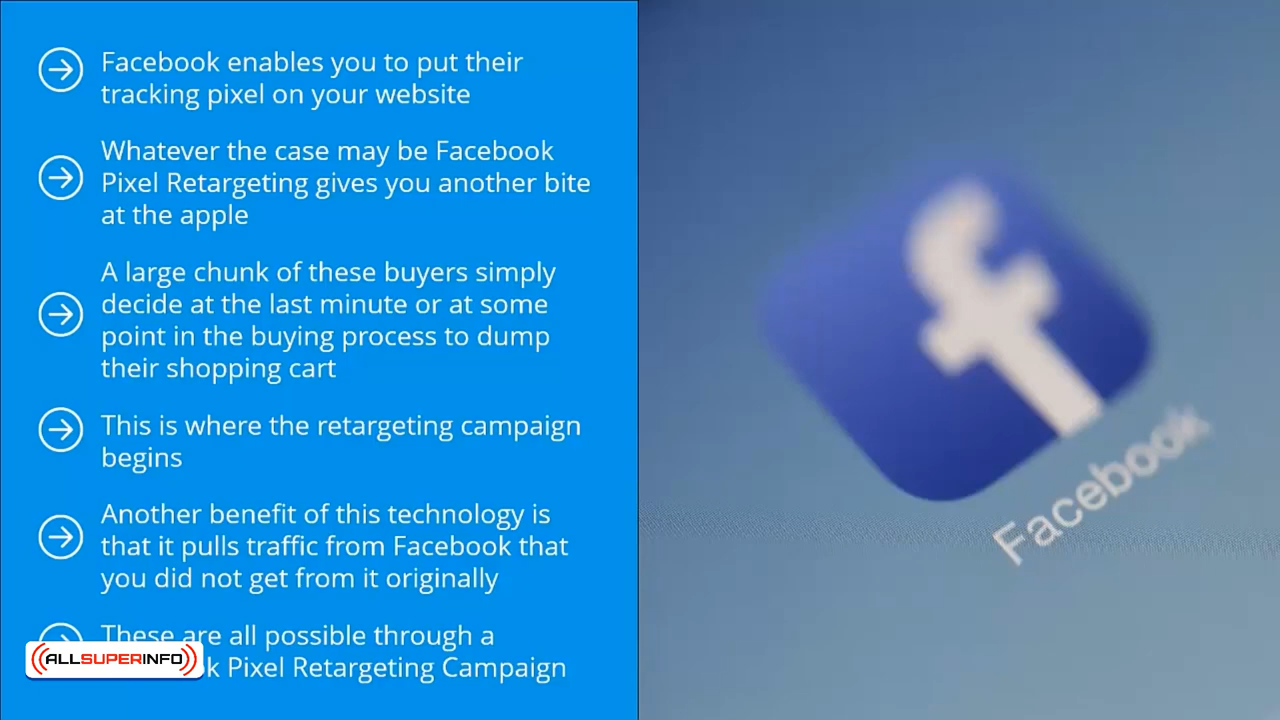 Facebook enables you to put their
tracking pixel on your website
Whatever the case may be Facebook
Pixel Retargeting gives you another bite
at the apple
A large chunk of these buyers simply
decide at the last minute or at some
point in the buying process to dump
their shopping cart
This is where the retargeting campaign
begins
Another benefit of this technology is
that it pulls traffic from Facebook that
you did not get from it originally
These are all possible through a
Pixel Retargeting Campaign
ALLSUPERINFO
Facebook